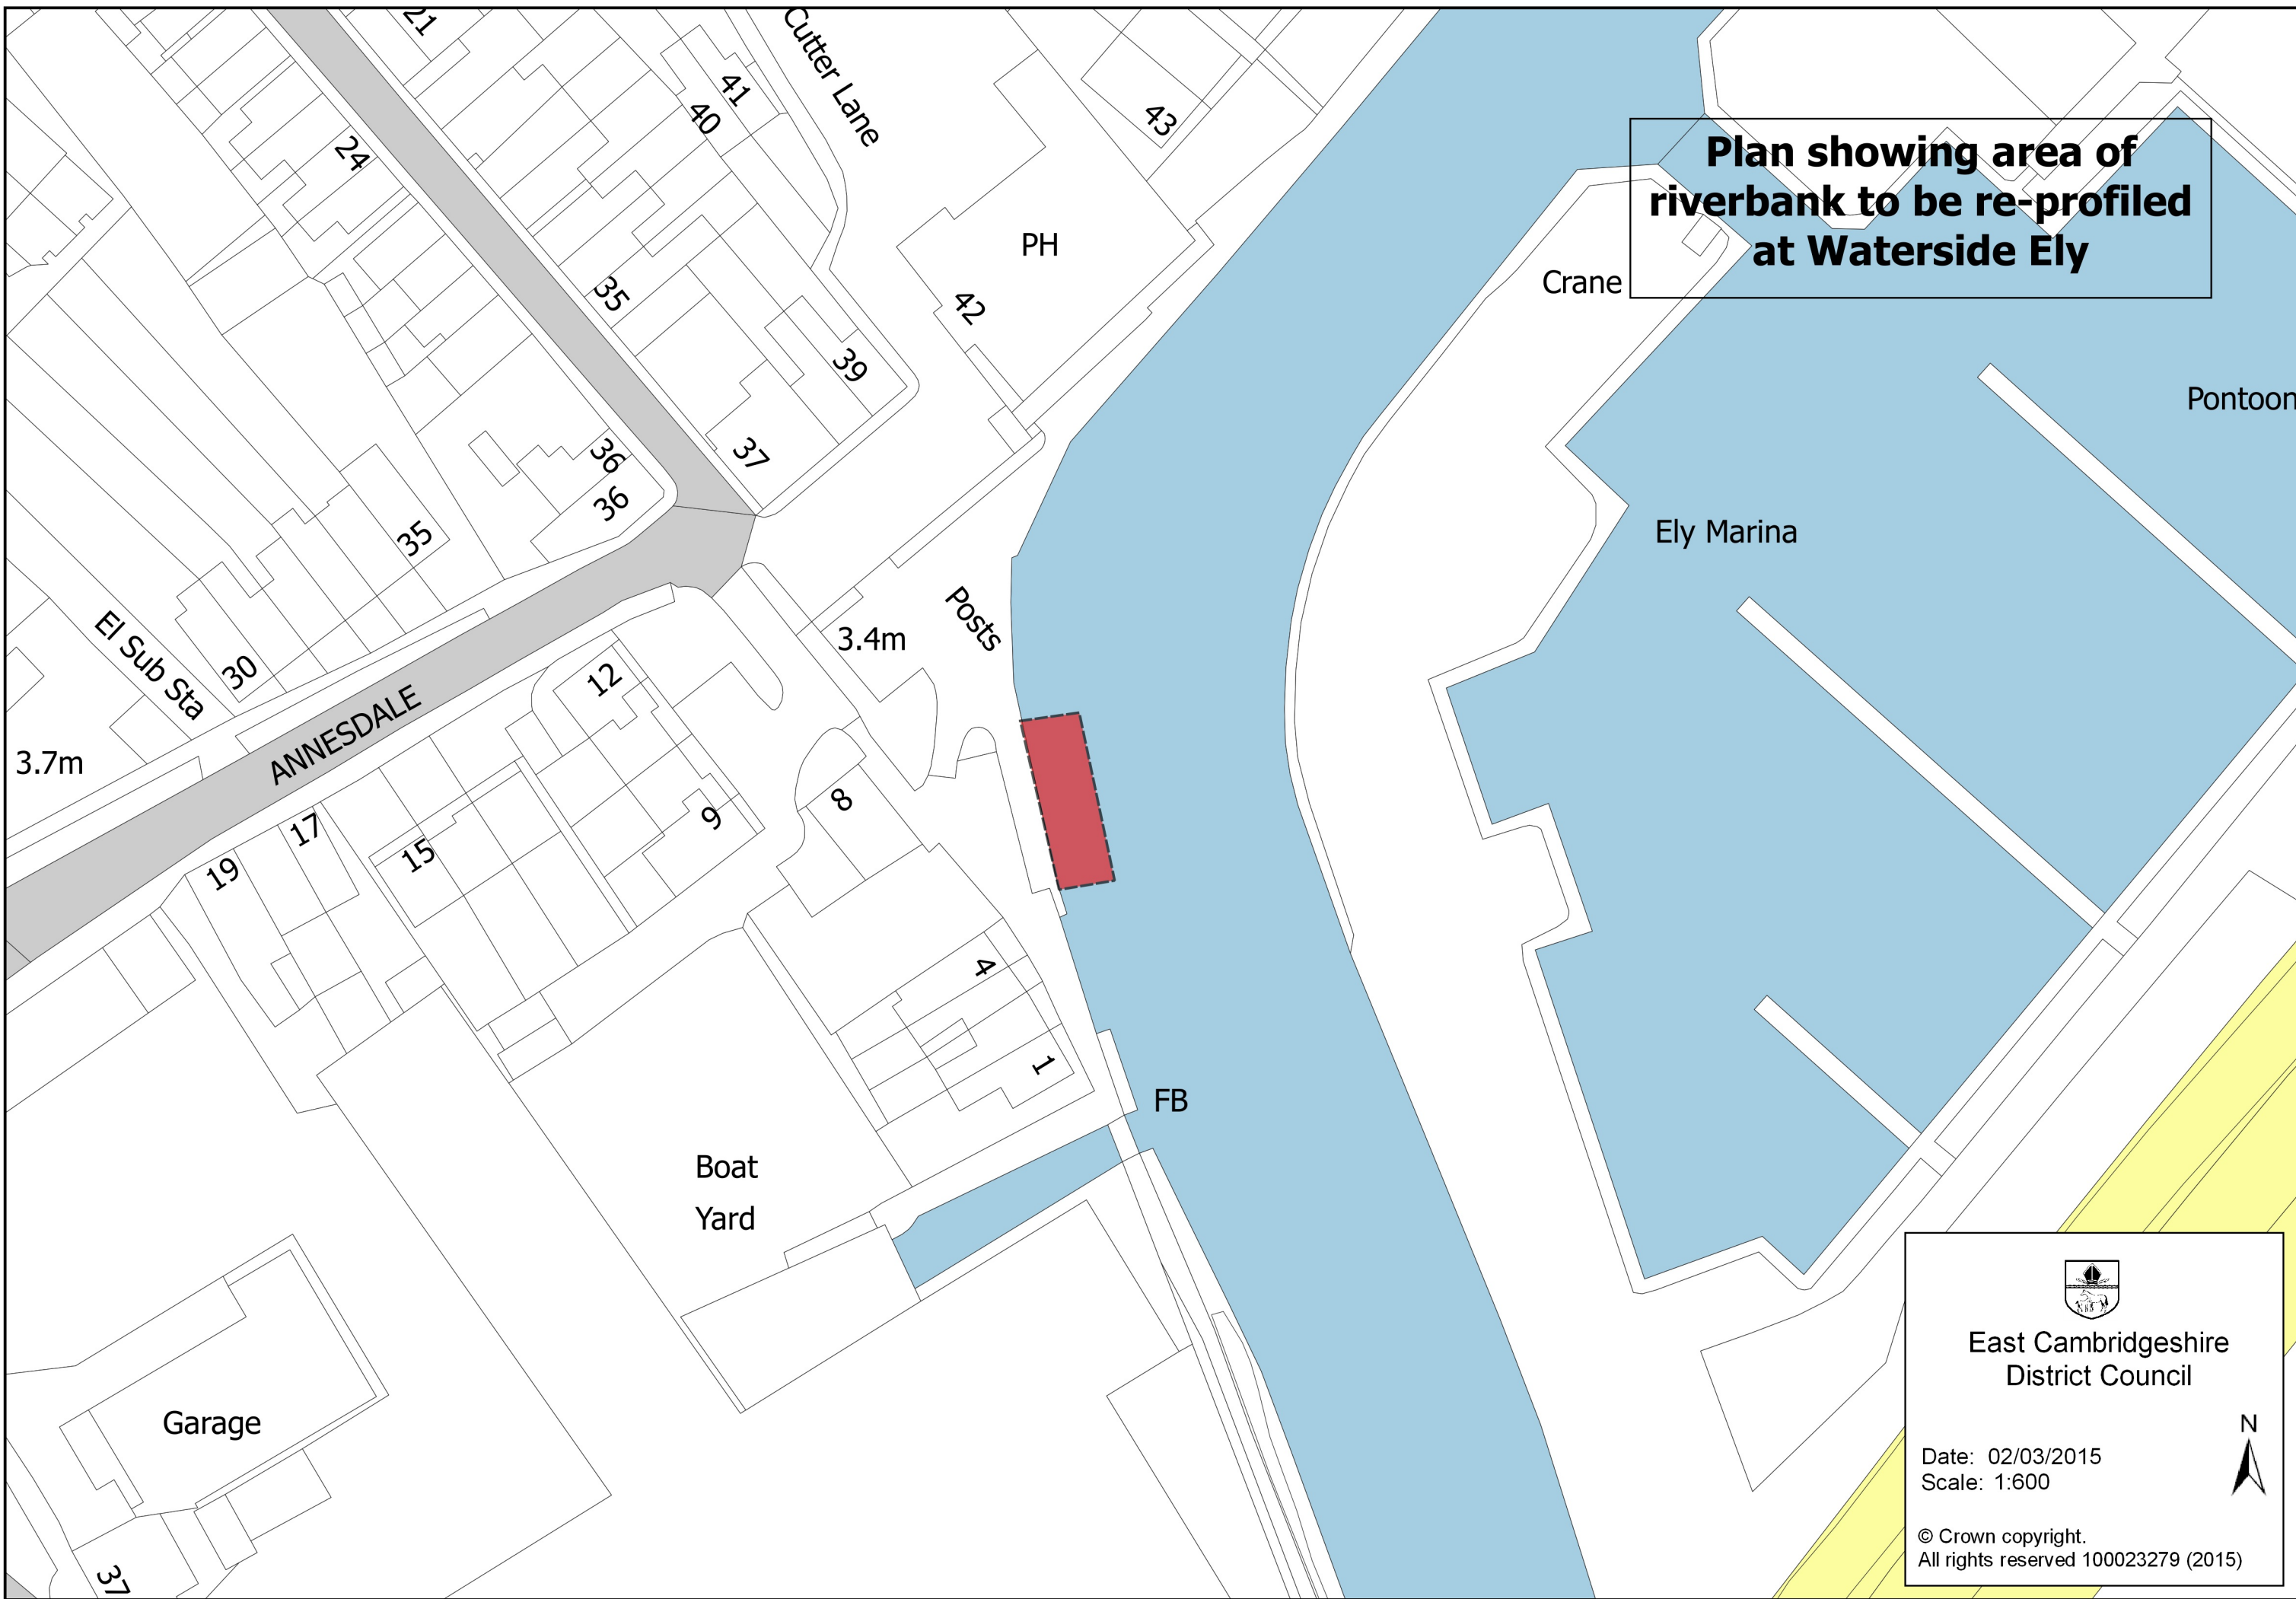 21
Cutter Lane
41
40
43
24
Plan showing area of
riverbank to be re-profiled
at Waterside Ely
PH
Crane
35
42
39
Pontoon
37
36
36
35
Ely Marina
Posts
3.4m
El Sub Sta
30
12
ANNESDALE
3.7m
8
9
17
15
19
4
1
FB
Boat
Yard
Garage
37
East Cambridgeshire
District Council
N
Date: 02/03/2015
Scale: 1:600
© Crown copyright.
All rights reserved 100023279 (2015)